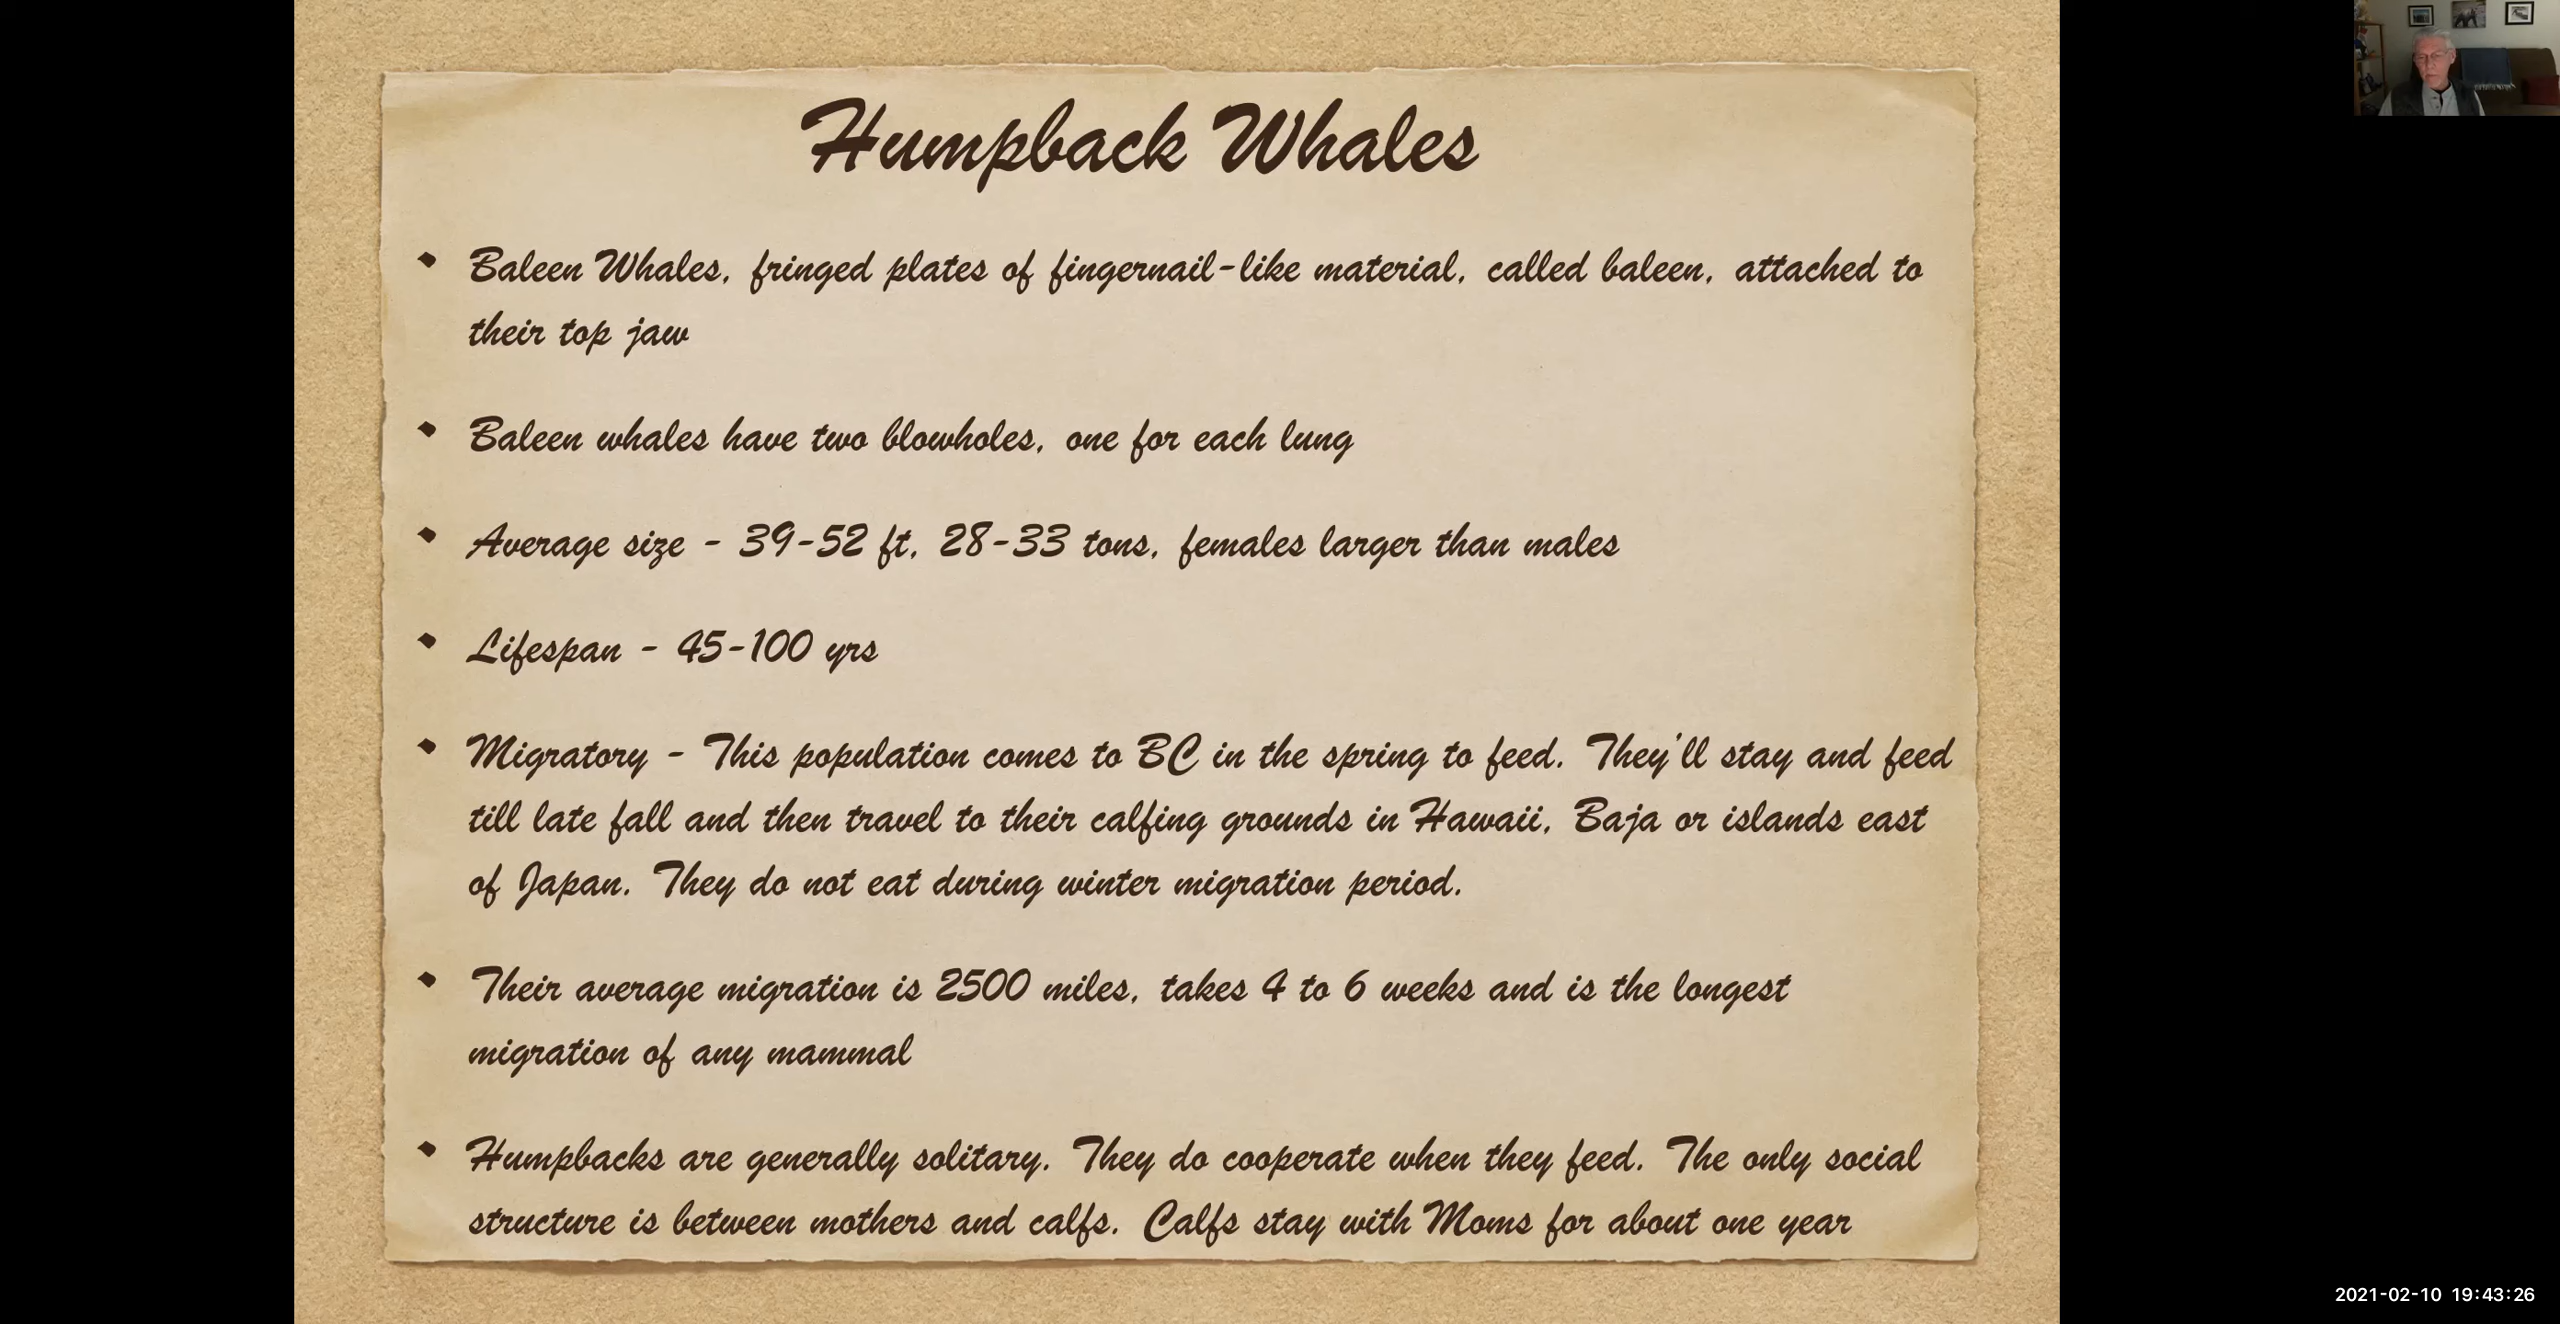 Humpback Whales
• Baleen Whales, fringed plates of fingernail-like material, called baleen, attached to
their top jaw
• Baleen whales have two blowholes, one for each lung
• Average size - 39-52 ft, 28-33 tons, females larger than males
• Lifespan - 45-100 yrs
• Migratory - This population comes to BC in the spring to feed. They'll stay and feed
till late fall and then travel to their calfing grounds in Hawaii, Baja or islands east
of Japan. They do not eat during winter migration period.
• Their average migration is 2500 miles, takes 4 to 6 weeks and is the longest
migration of any mammal
• Humpbacks are generally solitary. They do cooperate when they feed. The only social
structure is between mothers and calfs. Calfs stay with Moms for about one year
2021-02-10 19:43:26